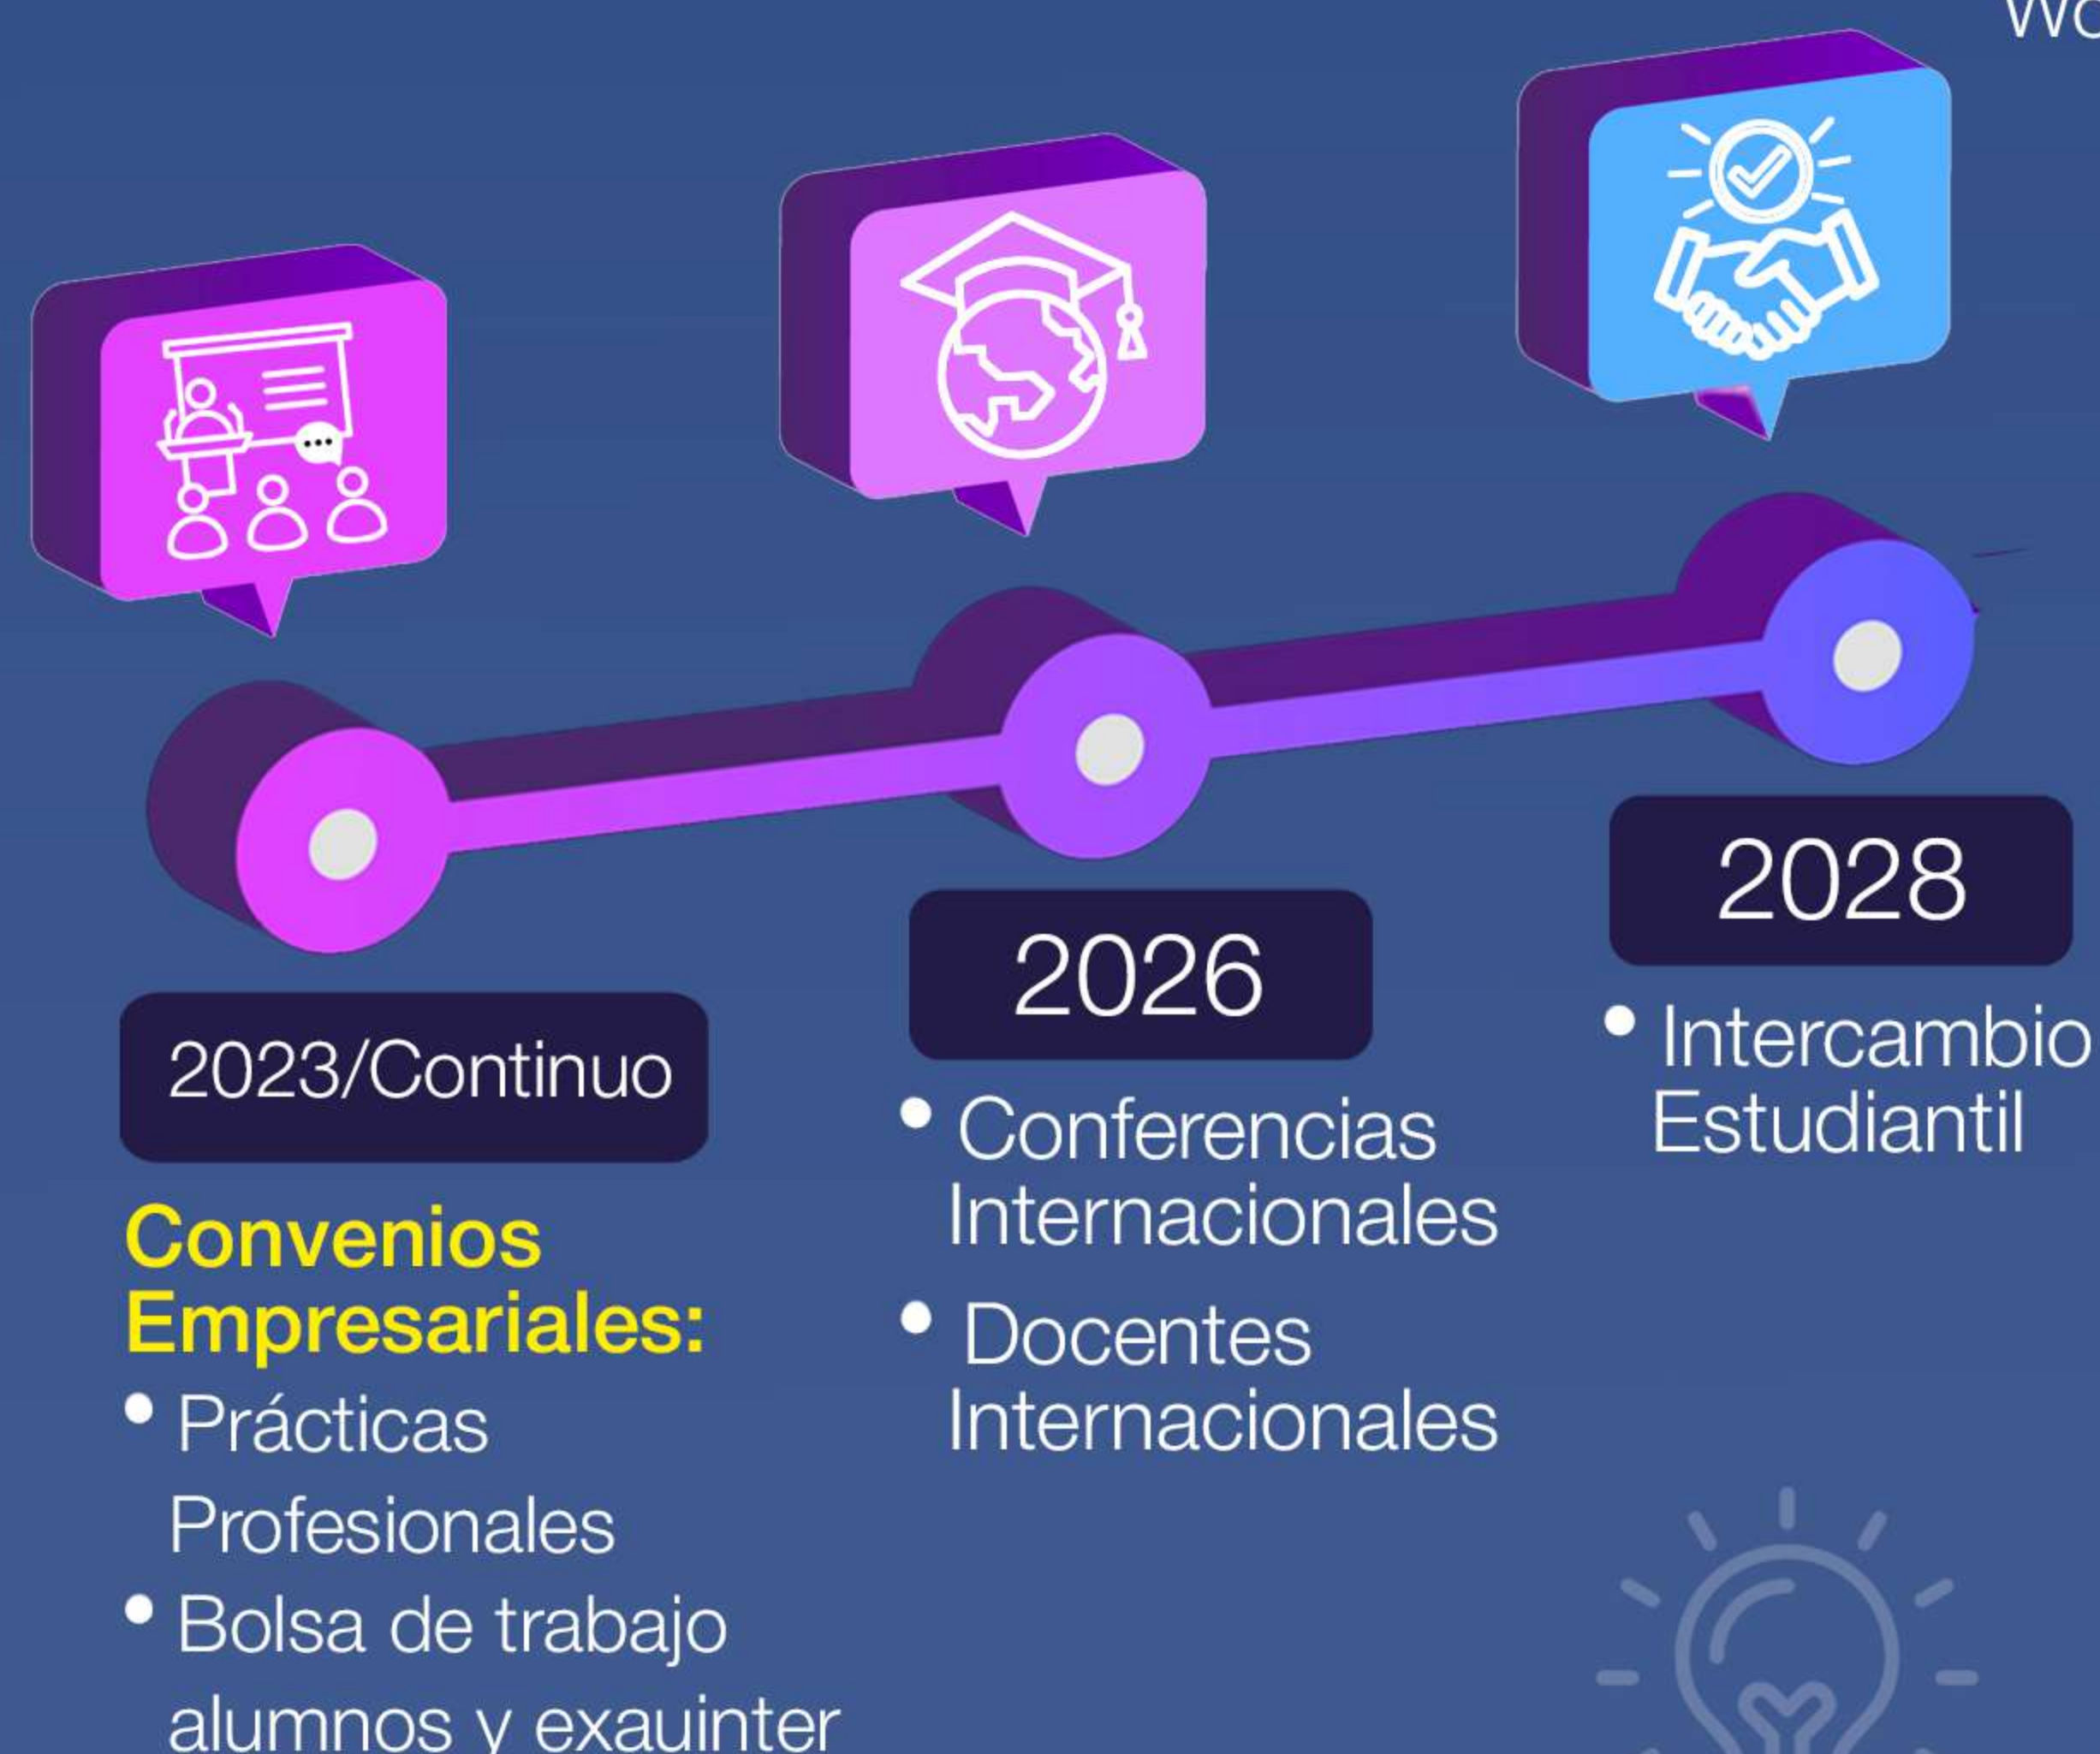 2023/Continuo
Convenios
Empresariales:
• Prácticas
Profesionales
• Bolsa de trabajo
alumnos y exauinter
2026
• Conferencias
Internacionales
• Docentes
Internacionales
2028
• Intercambio
Estudiantil